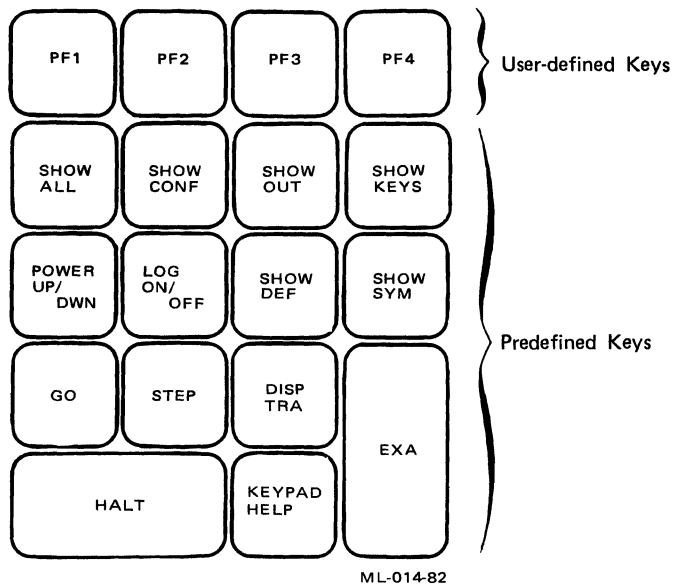 PF1 PF2 PF3 PF4
User-defined Keys
SHOW ALL
SHOW CONF
SHOW OUT
SHOW KEYS
POWER UP/ DWN
LOG ON/ OFF
SHOW DEF
SHOW SYM
Predefined Keys
GO
STEP
DISP TRA
EXA
HALT
KEYPAD HELP
ML-014-82